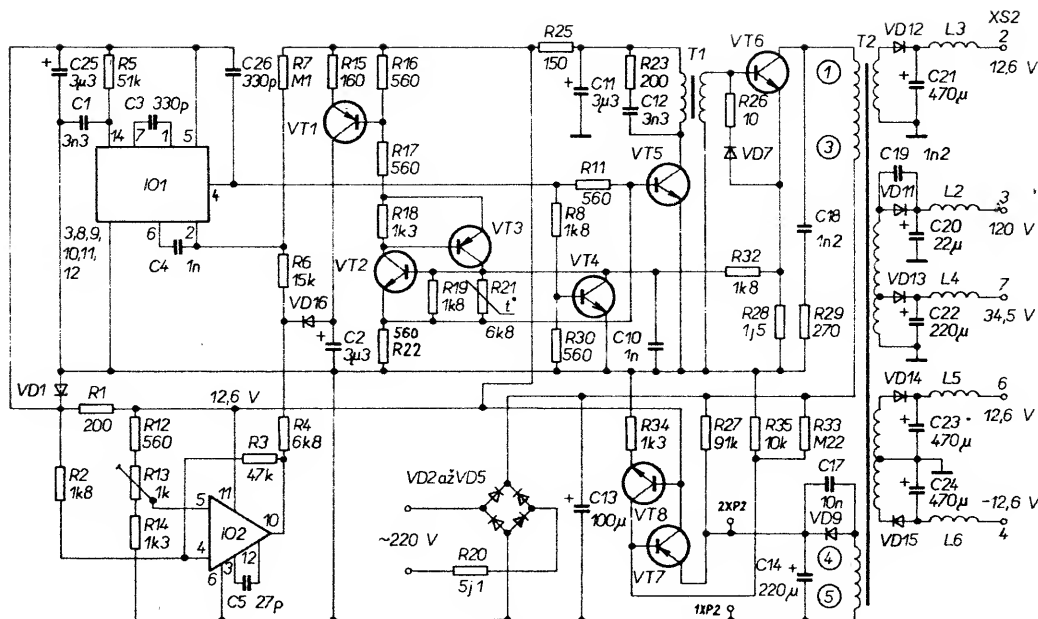 C25
3µ3
R5
51k
C3 330p
C1
3n3
14
7
1
5
IO1
4
3,8,9,
10,11,
12
6
2
C4
1n
C26
330p
R7
M1
R15
160
R16
560
VT1
R17
560
R18
1k3
VT3
VT2
R19
1k8
R21
t°
6k8
560
R22
R6
15k
VD16
C2
3µ3
R25
150
C11
3µ3
R23
200
C12
3n3
T1
VT5
R11
560
R8
1k8
VT4
R30
560
C10
1n
R32
1k8
VT6
R26
10
VD7
1
3
T2
C18
1n2
R28
1j5
R29
270
VD12
L3
XS2
2
12,6 V
C21
470µ
C19
1n2
VD11
L2
3
120 V
C20
22µ
VD13
L4
7
34,5 V
C22
220µ
VD14
L5
6
12,6 V
C23
470µ
C24
470µ
-12,6 V
VD15
L6
4
VD1
R1
200
12,6 V
R12
560
R3
47k
R4
6k8
R2
1k8
R13
1k
R14
1k3
5
11
IO2
10
4
6
3
12
C5 27p
VD2 až VD5
~220 V
R20
5j1
C13
100µ
R34
1k3
R27
91k
R35
10k
R33
M22
VT8
VT7
2XP2
1XP2
C17
10n
VD9
C14
220µ
4
5